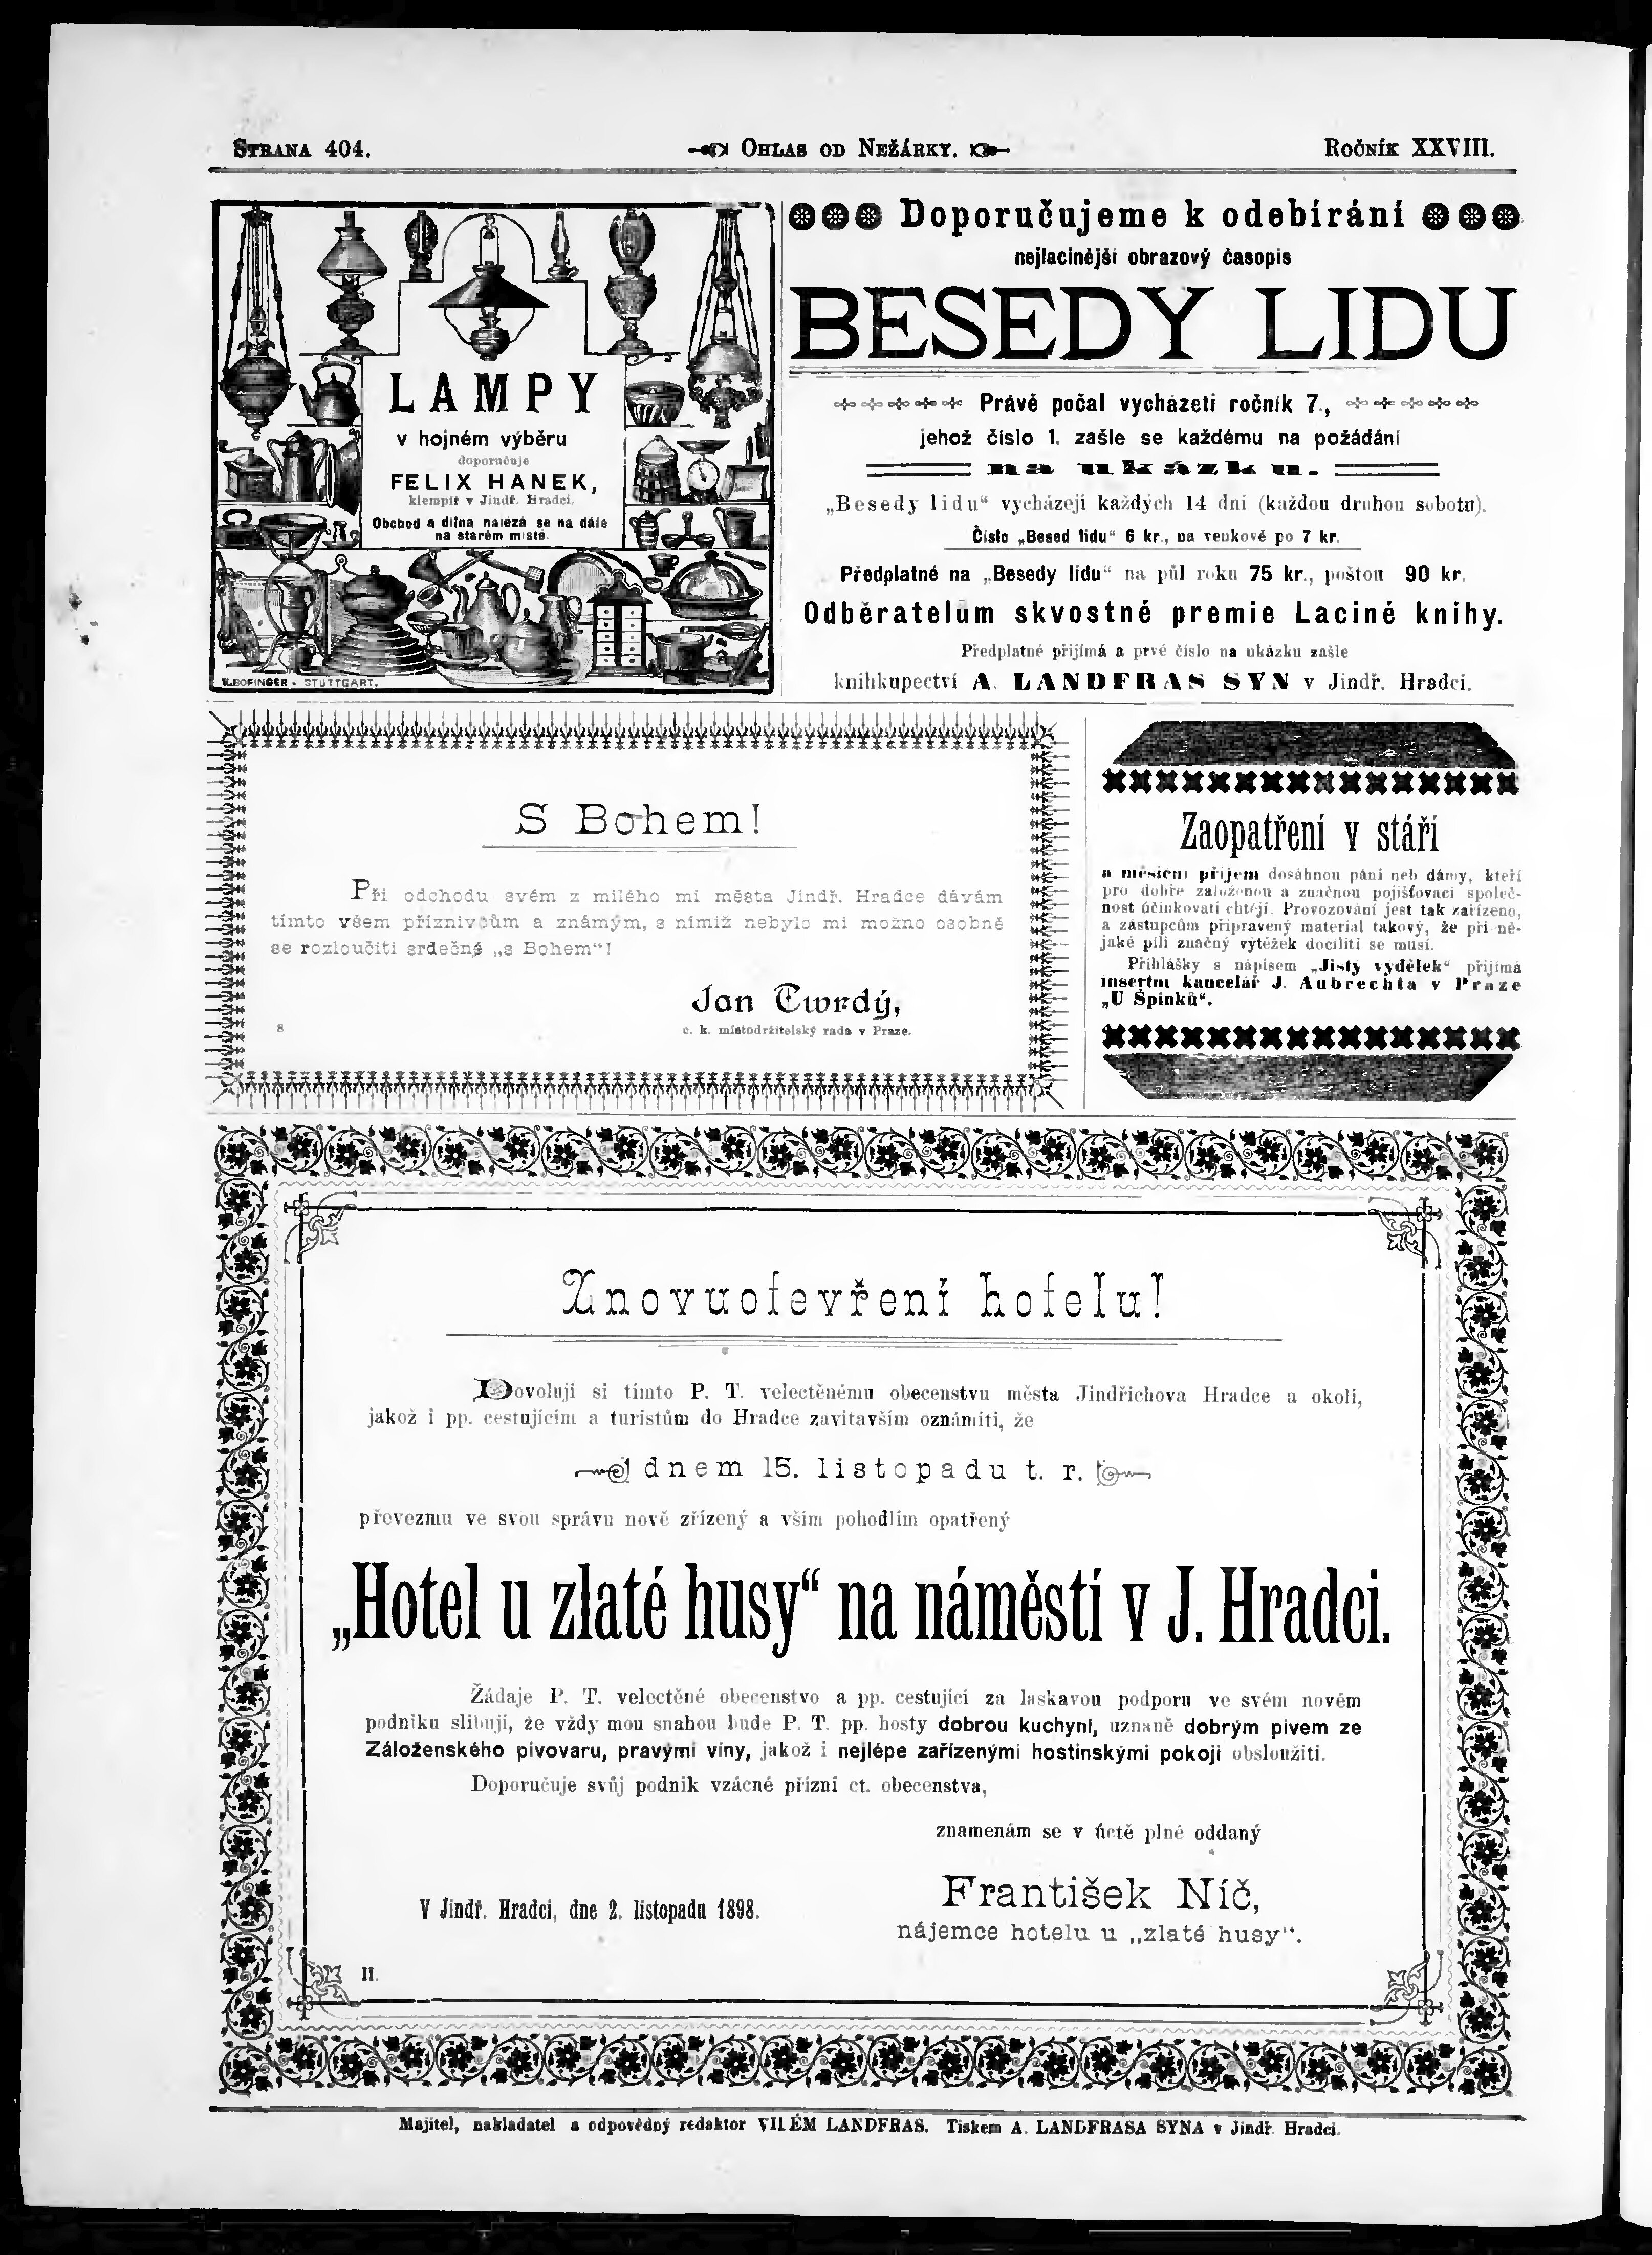 Strana 404.
Ohlas od Nežárky.
Ročník XXVIII.
LAMPY
v hojném výběru
doporučuje
FELIX HANEK,
klempíř v Jindř. Hradci.
Obchod a dílna nalézá se na dále
na starém místě.
K. BOFINGER. STUTTGART.
Doporučujeme k odebírání
nejlacinější obrazový časopis
BESEDY LIDU
Právě počal vycházeti ročník 7.,
jehož číslo 1. zašle se každému na požádání
na ukázku.
„Besedy lidu“ vycházejí každých 14 dní (každou druhou sobotu).
Číslo „Besed lidu“ 6 kr., na venkově po 7 kr.
Předplatné na „Besedy lidu“ na půl roku 75 kr., poštou 90 kr.
Odběratelům skvostné premie Laciné knihy.
Předplatné přijímá a prvé číslo na ukázku zašle
knihkupectví A. LANDFRAS SYN v Jindř. Hradci.
S Bohem!
Při odchodu svém z milého mi města Jindř. Hradce dávám
tímto všem příznivcům a známým, s nimiž nebylo mi možno osobně
se rozloučiti srdečné „s Bohem“!
Jan Twrdý,
c. k. místodržitelský rada v Praze.
8
Zaopatření v stáří
a měsíční příjem dosáhnou páni neb dámy, kteří
pro dobře založenou a značnou pojišťovací společ-
nost účinkovati chtějí. Provozování jest tak zařízeno,
a zástupcům připravený material takový, že při ně-
jaké píli značný výtěžek docíliti se musí.
Přihlášky s nápisem „Jistý výdělek“ přijímá
insertní kancelář J. Aubrechta v Praze
„U Špinků“.
Znovuotevření hotelu!
Dovoluji si tímto P. T. velectěnému obecenstvu města Jindřichova Hradce a okolí,
jakož i pp. cestujícím a turistům do Hradce zavítavším oznámiti, že
dnem 15. listopadu t. r.
převezmu ve svou správu nově zřízený a vším pohodlím opatřený
„Hotel u zlaté husy“ na náměstí v J. Hradci.
Žádaje P. T. velectěné obecenstvo a pp. cestující za laskavou podporu ve svém novém
podniku slibuji, že vždy mou snahou bude P. T. pp. hosty dobrou kuchyní, uznaně dobrým pivem ze
Záloženského pivovaru, pravými víny, jakož i nejlépe zařízenými hostinskými pokoji obsloužiti.
Doporučuje svůj podnik vzácné přízni ct. obecenstva,
znamenám se v úctě plné oddaný
František Níč,
V Jindř. Hradci, dne 2. listopadu 1898.
nájemce hotelu u „zlaté husy“.
II.
Majitel, nakladatel a odpovědný redaktor VILÉM LANDFRAS. Tiskem A. LANDFRASA SYNA v Jindř. Hradci.